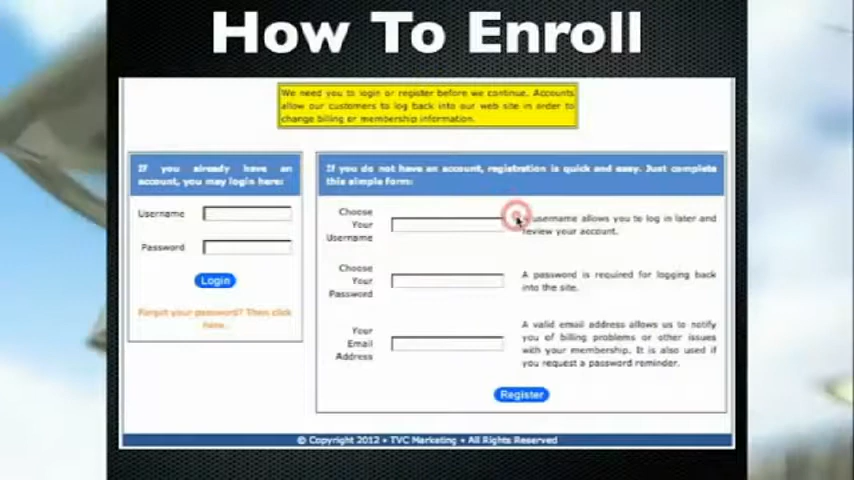 How To Enroll
We need you to login or register before we continue. Accounts
allow our customers to log back into our web site in order to
change billing or membership information.
If you already have an
account, you may login here:
Username
Password
Login
Forgot your password? Then click
here.
If you do not have an account, registration is quick and easy. Just complete
this simple form:
Choose
Your
Username
username allows you to log in later and
review your account.
Choose
Your
Password
A password is required for logging back
into the site.
Your
Email
Address
A valid email address allows us to notify
you of billing problems or other issues
with your membership. It is also used if
you request a password reminder.
Register
© Copyright 2012 • TVC Marketing • All Rights Reserved